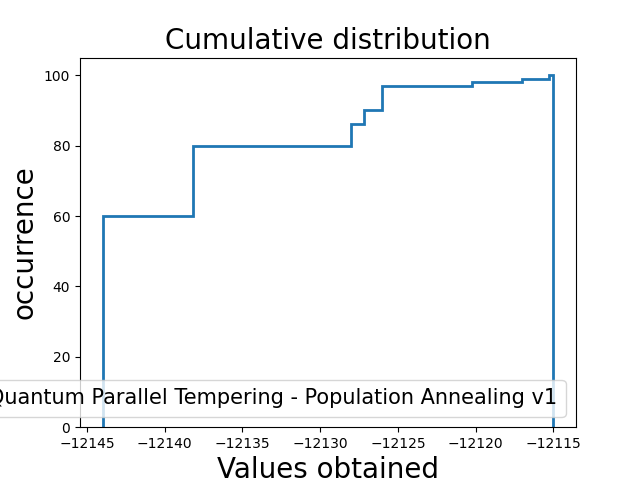 Cumulative distribution
occurrence
100
80
60
40
20
0
Parallel Tempering - Population Annealing v1
−12145 −12140 −12135 −12130 −12125 −12120 −12115
Values obtained